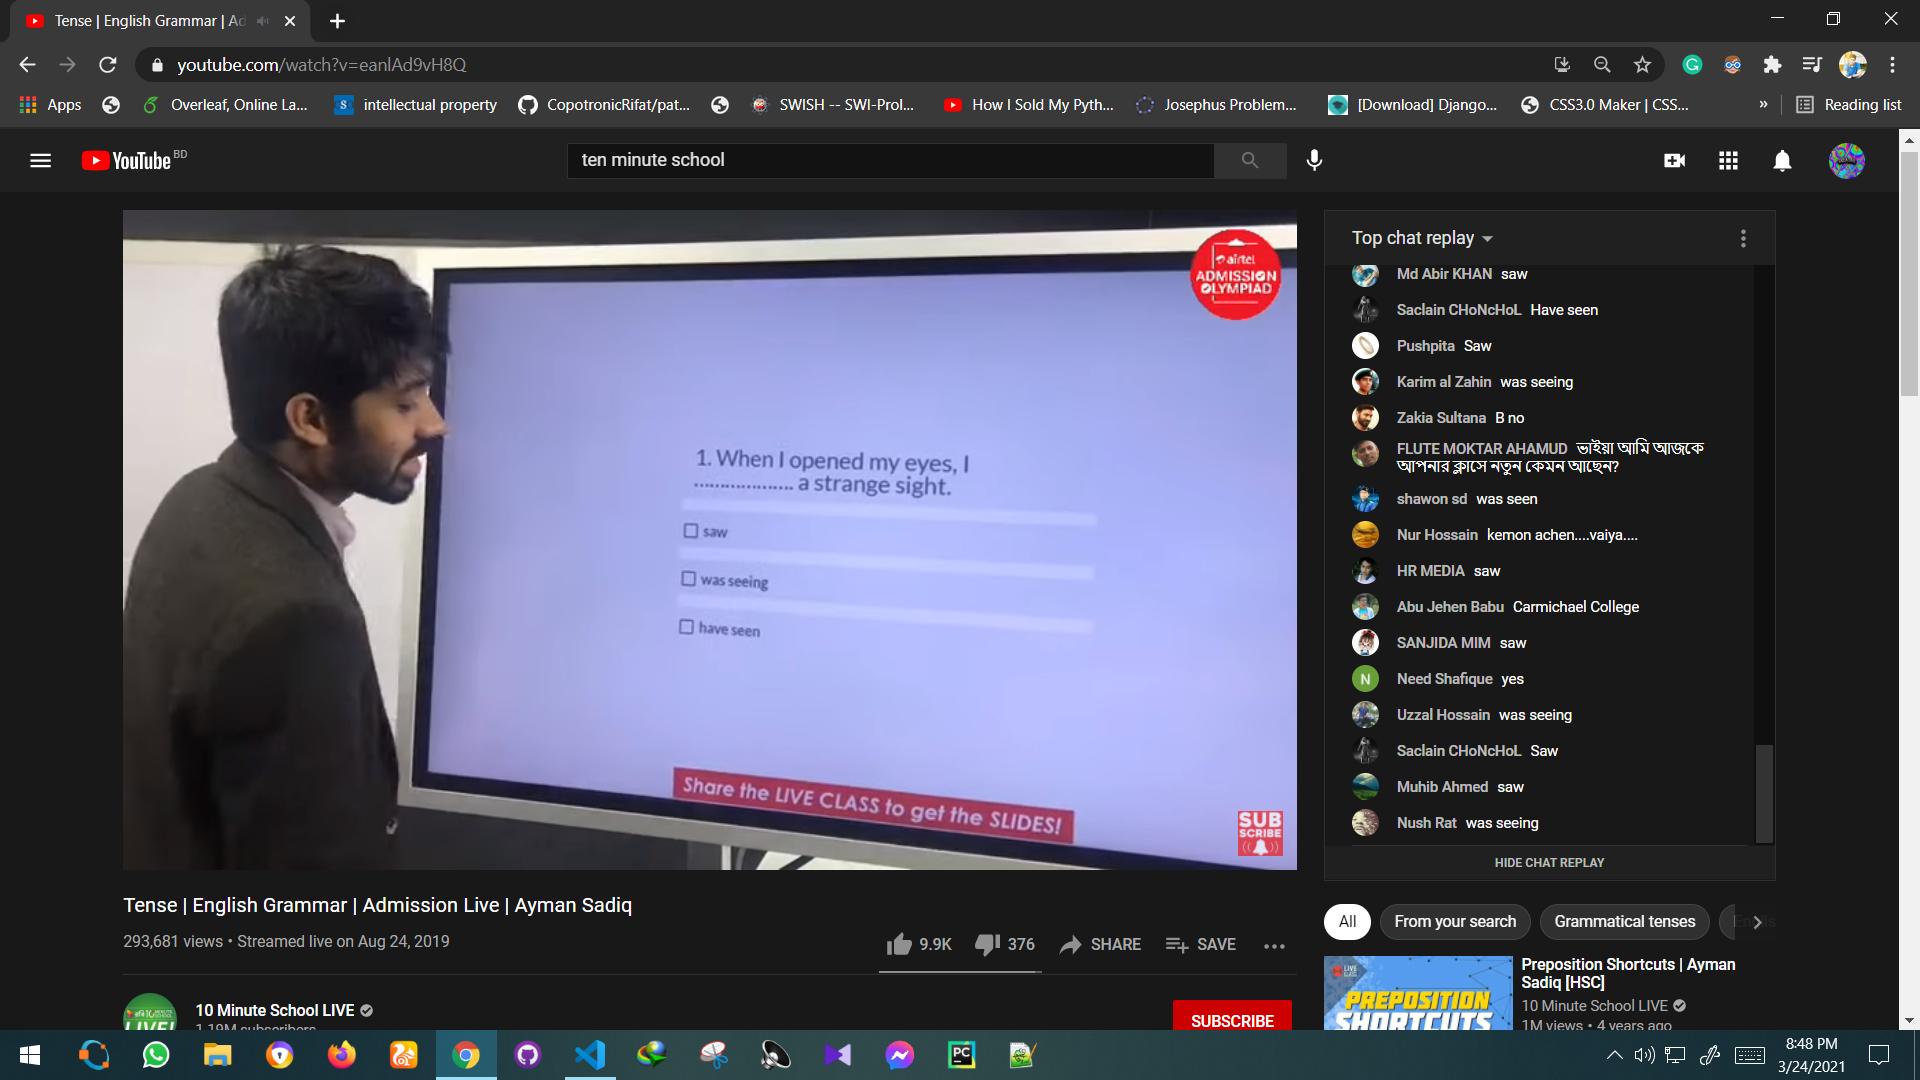 Tense | English Grammar | Ad
youtube.com/watch?v=eanlAd9vH8Q
Apps
Overleaf, Online La...
intellectual property
CopotronicRifat/pat...
SWISH -- SWI-Prol...
How I Sold My Pyth...
Josephus Problem...
[Download] Django...
CSS3.0 Maker | CSS...
»
Reading list
YouTube BD
ten minute school
airtel
ADMISSION
OLYMPIAD
1. When I opened my eyes, I
................... a strange sight.
saw
was seeing
have seen
Share the LIVE CLASS to get the SLIDES!
SUB
SCRIBE
Top chat replay
Md Abir KHAN saw
Saclain CHoNcHoL Have seen
Pushpita Saw
Karim al Zahin was seeing
Zakia Sultana B no
FLUTE MOKTAR AHAMUD ভাইয়া আমি আজকে
আপনার ক্লাসে নতুন কেমন আছেন?
shawon sd was seen
Nur Hossain kemon achen....vaiya....
HR MEDIA saw
Abu Jehen Babu Carmichael College
SANJIDA MIM saw
N Need Shafique yes
Uzzal Hossain was seeing
Saclain CHoNcHoL Saw
Muhib Ahmed saw
Nush Rat was seeing
HIDE CHAT REPLAY
Tense | English Grammar | Admission Live | Ayman Sadiq
293,681 views • Streamed live on Aug 24, 2019
9.9K
376
SHARE
SAVE
10 Minute School LIVE
1.19M subscribers
SUBSCRIBE
All
From your search
Grammatical tenses
LIVE
PREPOSITION
SHORTCUTS
Preposition Shortcuts | Ayman
Sadiq [HSC]
10 Minute School LIVE
1M views • 4 years ago
PC
8:48 PM
3/24/2021